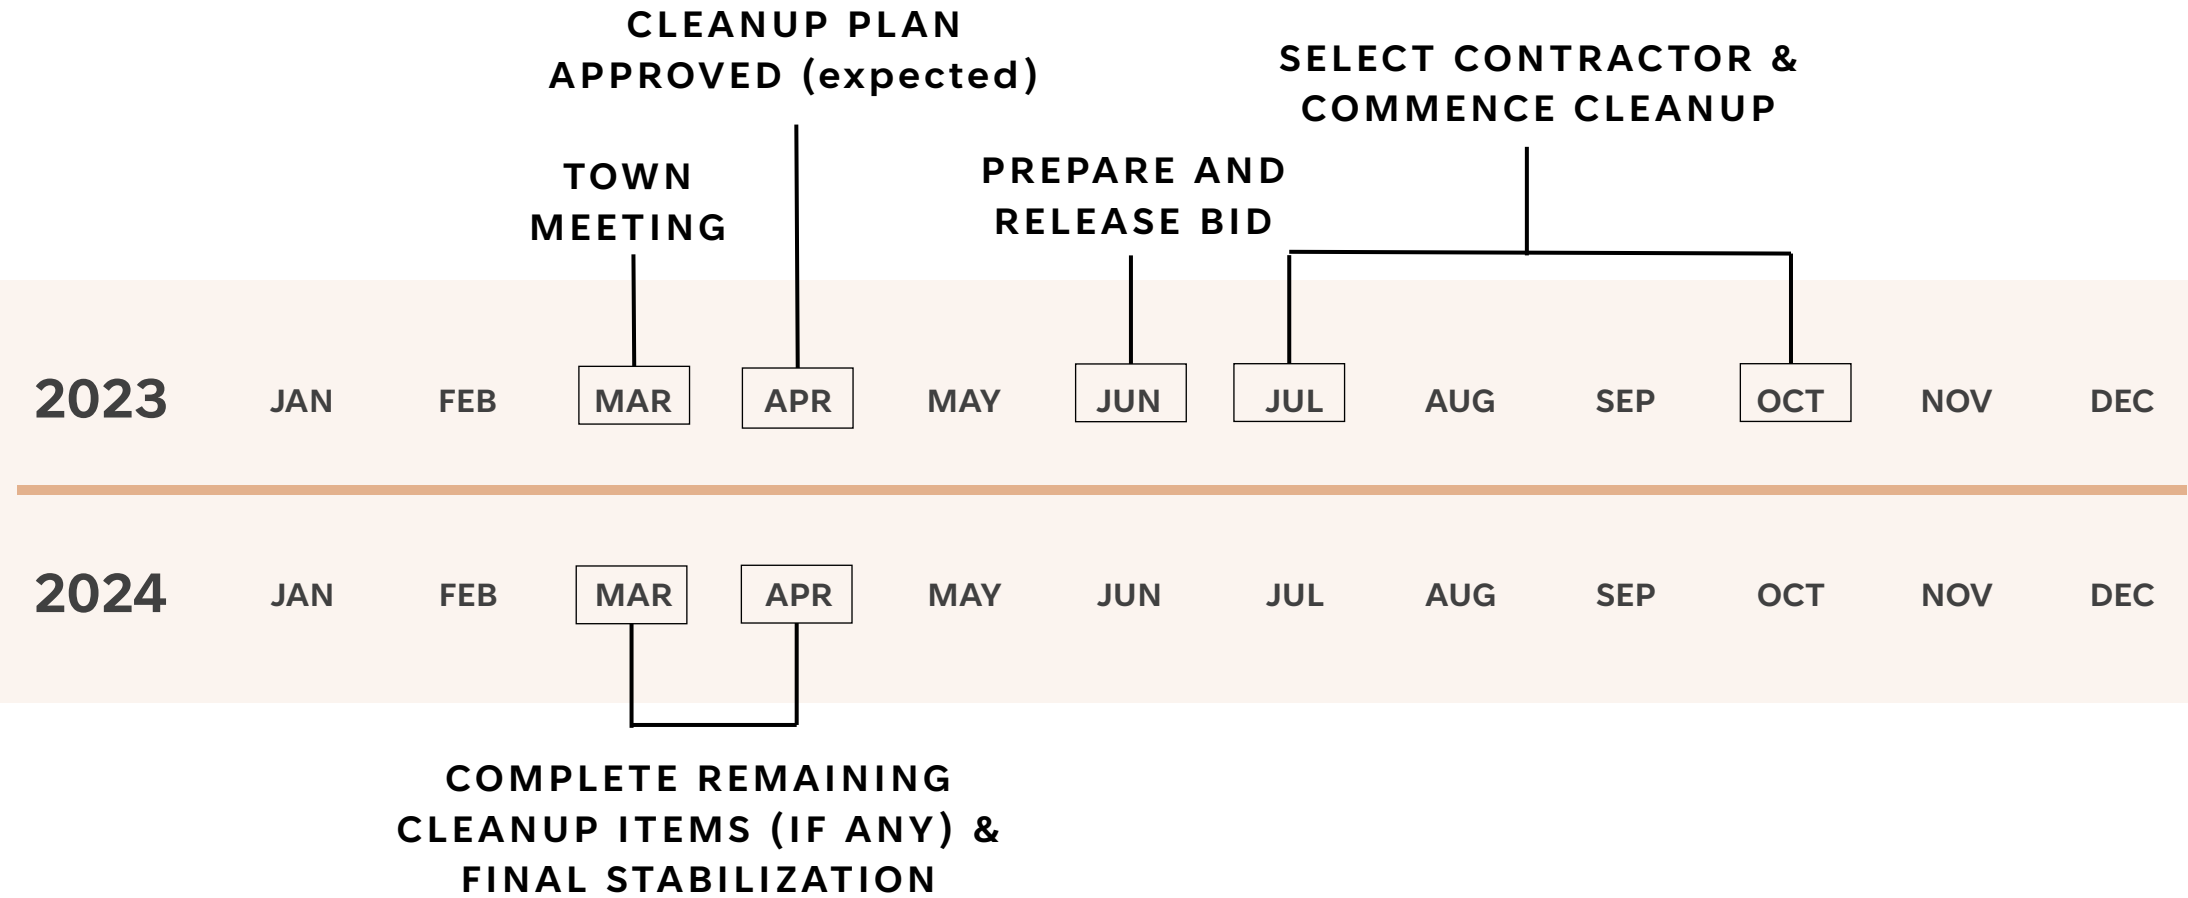 CLEANUP PLAN
APPROVED (expected)
SELECT CONTRACTOR &
COMMENCE CLEANUP
TOWN
MEETING
PREPARE AND
RELEASE BID
2023 JAN FEB MAR APR MAY JUN JUL AUG SEP OCT NOV DEC
2024 JAN FEB MAR APR MAY JUN JUL AUG SEP OCT NOV DEC
COMPLETE REMAINING
CLEANUP ITEMS (IF ANY) &
FINAL STABILIZATION